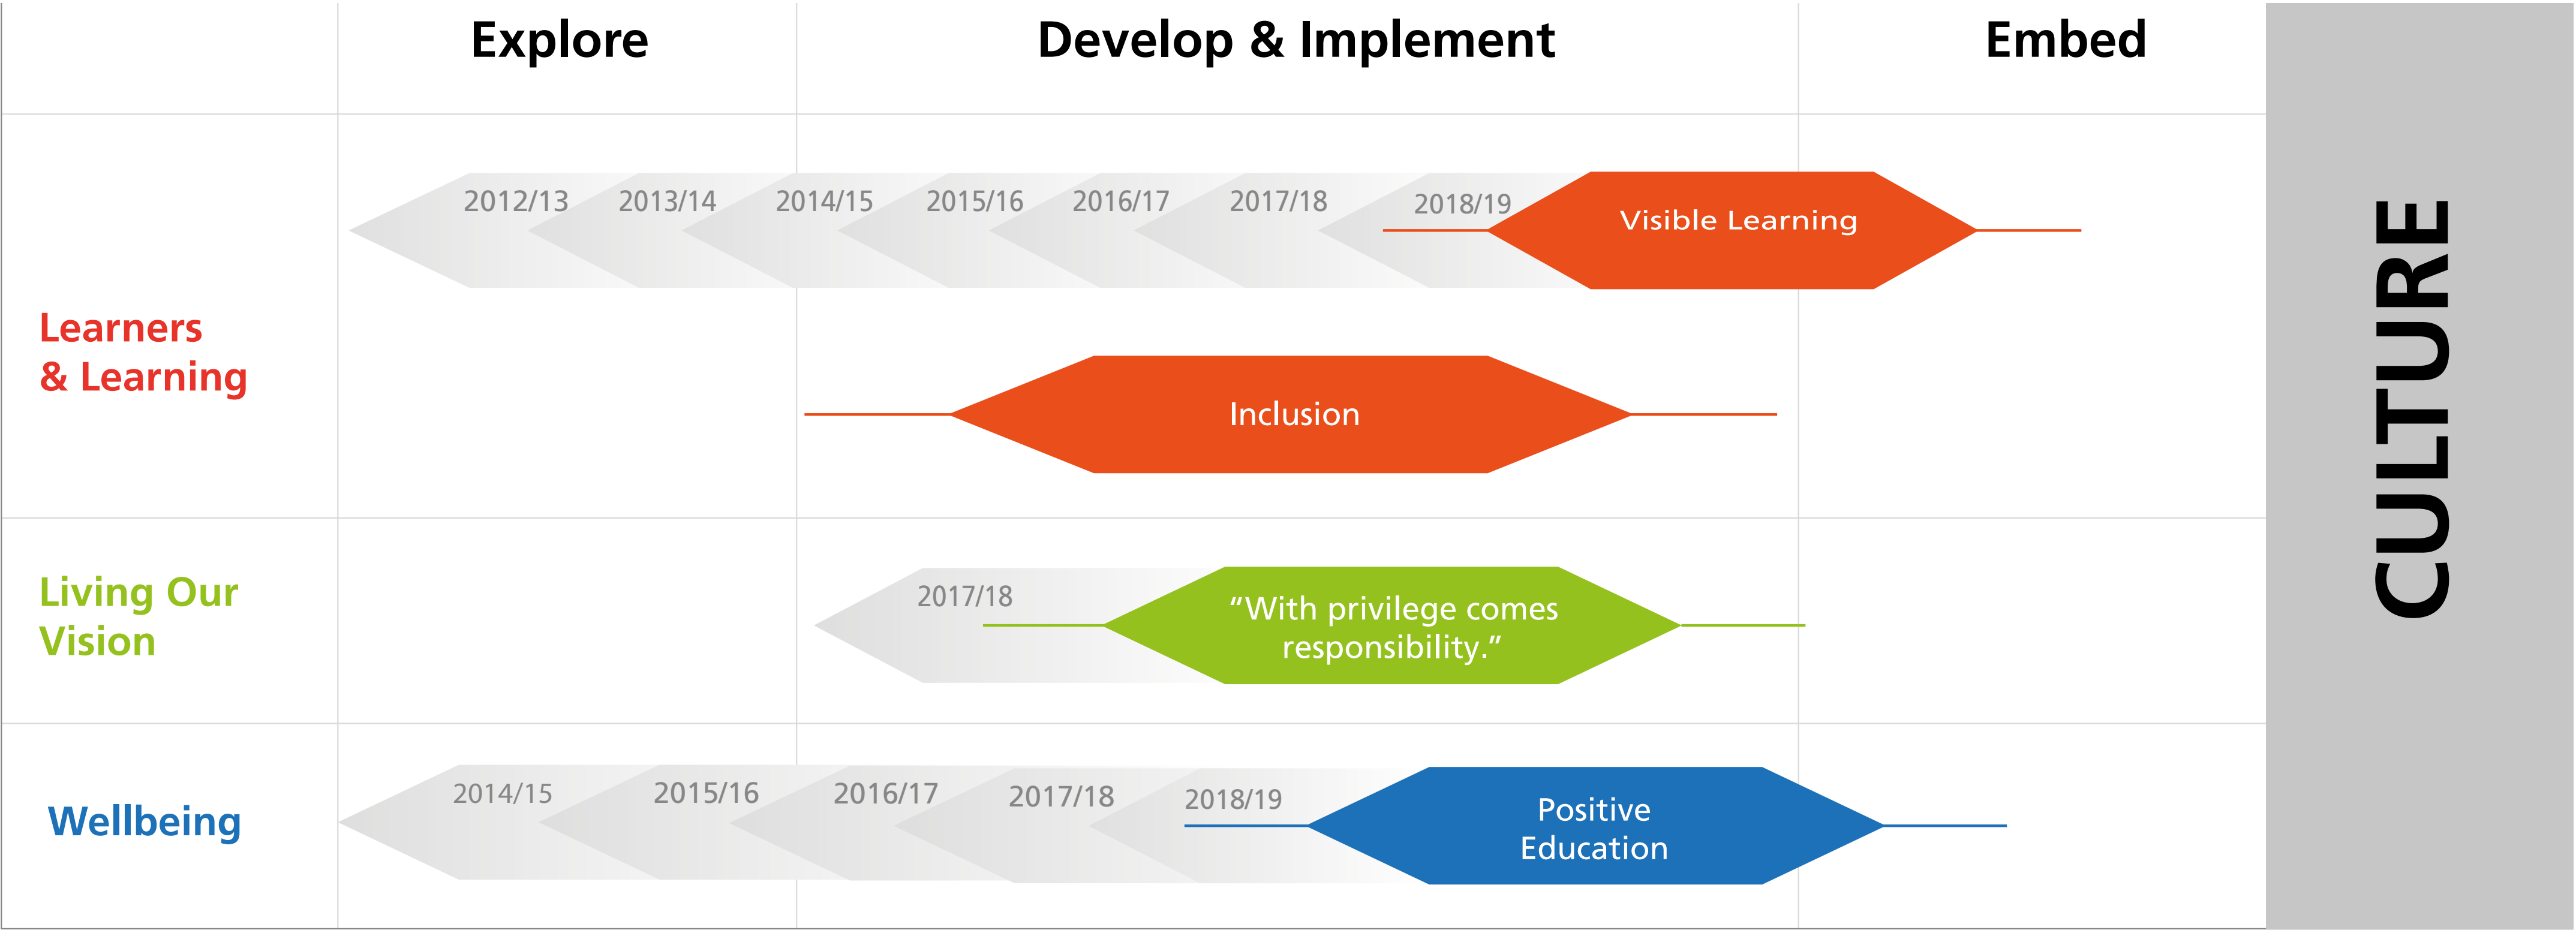 Explore
Develop & Implement
Embed
Learners
& Learning
2012/13
2013/14
2014/15
2015/16
2016/17
2017/18
2018/19
Visible Learning
Inclusion
Living Our
Vision
2017/18
“With privilege comes
responsibility.”
Wellbeing
2014/15
2015/16
2016/17
2017/18
2018/19
Positive
Education
CULTURE